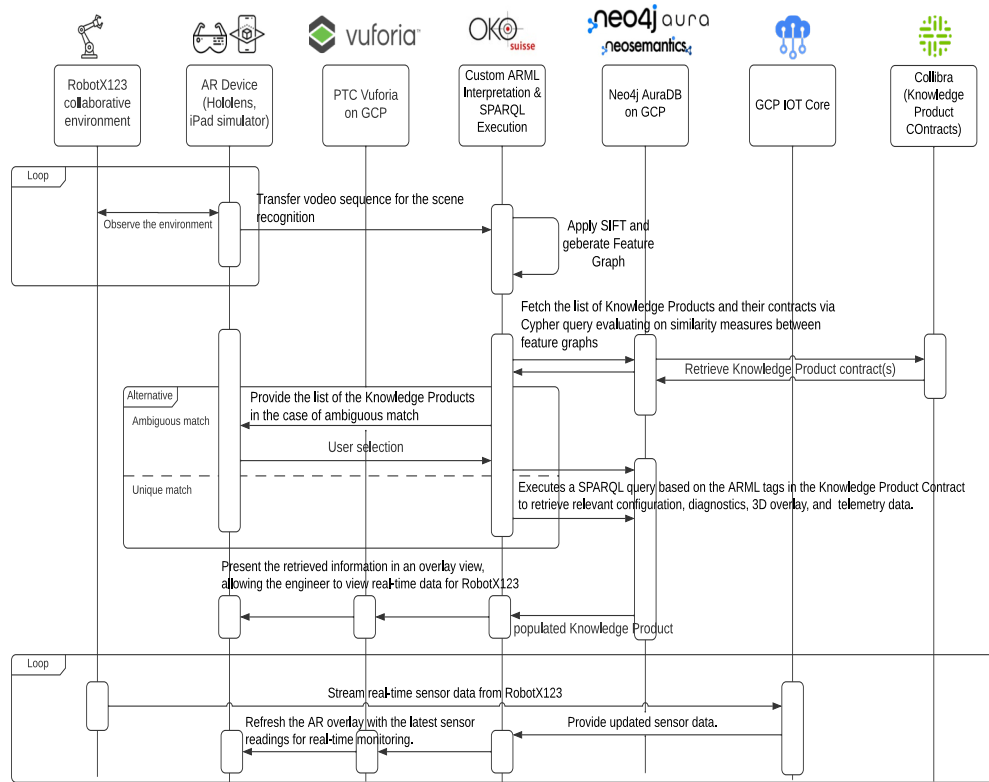 vuforia™
OKO
suisse
neo4j aura
neosemantics
RobotX123
collaborative
environment
AR Device
(Hololens,
iPad simulator)
PTC Vuforia
on GCP
Custom ARML
Interpretation &
SPARQL
Execution
Neo4j AuraDB
on GCP
GCP IOT Core
Collibra
(Knowledge
Product
COntracts)
Loop
Observe the environment
Transfer vodeo sequence for the scene
recognition
Apply SIFT and
geberate Feature
Graph
Fetch the list of Knowledge Products and their contracts via
Cypher query evaluating on similarity measures between
feature graphs
Retrieve Knowledge Product contract(s)
Alternative
Ambiguous match
Provide the list of the Knowledge Products
in the case of ambiguous match
User selection
Unique match
Executes a SPARQL query based on the ARML tags in the Knowledge Product Contract
to retrieve relevant configuration, diagnostics, 3D overlay, and telemetry data.
Present the retrieved information in an overlay view,
allowing the engineer to view real-time data for RobotX123
populated Knowledge Product
Loop
Stream real-time sensor data from RobotX123
Refresh the AR overlay with the latest sensor
readings for real-time monitoring.
Provide updated sensor data.